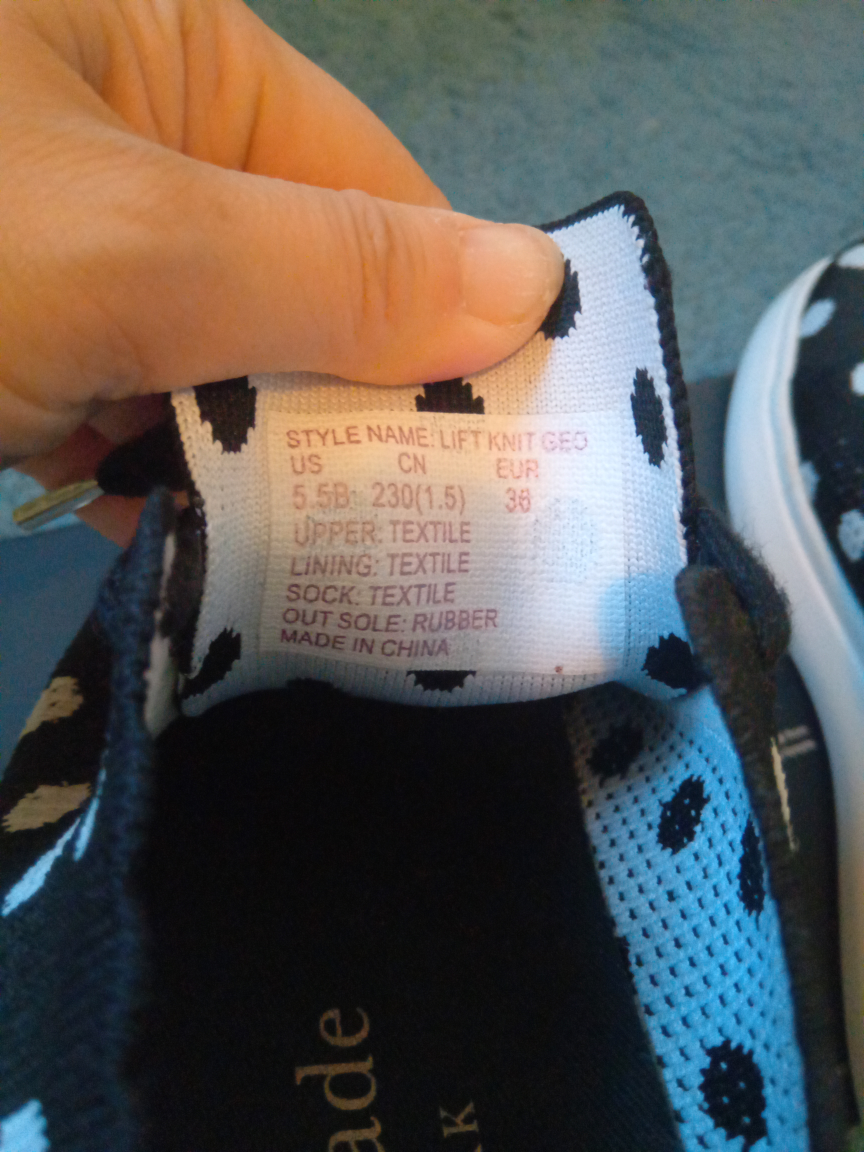 STYLE NAME: LIFT KNIT GEO
US CN EUR
5.5B 230(1.5) 36
UPPER: TEXTILE
LINING: TEXTILE
SOCK: TEXTILE
OUT SOLE: RUBBER
MADE IN CHINA
ade
RK